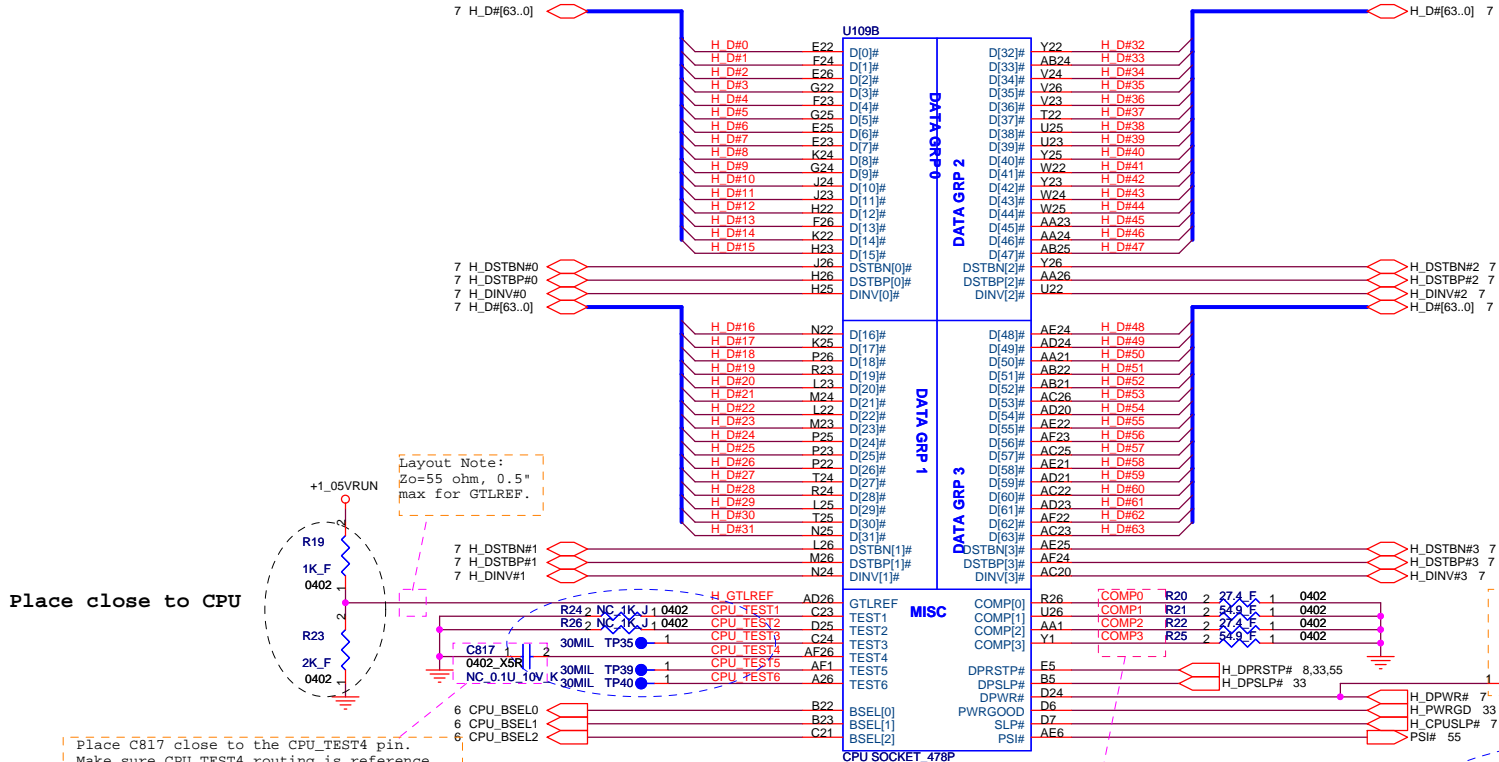 7 H_D#[63..0]
H_D#[63..0] 7
U109B
H_D#0 E22 D[0]# D[32]# Y22 H_D#32
H_D#1 F24 D[1]# D[33]# AB24 H_D#33
H_D#2 E26 D[2]# D[34]# V24 H_D#34
H_D#3 G22 D[3]# D[35]# V26 H_D#35
H_D#4 F23 D[4]# D[36]# V23 H_D#36
H_D#5 G25 D[5]# D[37]# T22 H_D#37
H_D#6 E25 D[6]# D[38]# U25 H_D#38
H_D#7 E23 D[7]# D[39]# U23 H_D#39
H_D#8 K24 D[8]# D[40]# Y25 H_D#40
H_D#9 G24 D[9]# D[41]# W22 H_D#41
H_D#10 J24 D[10]# D[42]# Y23 H_D#42
H_D#11 J23 D[11]# D[43]# W24 H_D#43
H_D#12 H22 D[12]# D[44]# W25 H_D#44
H_D#13 F26 D[13]# D[45]# AA23 H_D#45
H_D#14 K22 D[14]# D[46]# AA24 H_D#46
H_D#15 H23 D[15]# D[47]# AB25 H_D#47
DATA GRP 0
DATA GRP 2
7 H_DSTBN#0 J26 DSTBN[0]# DSTBN[2]# Y26 H_DSTBN#2 7
7 H_DSTBP#0 H26 DSTBP[0]# DSTBP[2]# AA26 H_DSTBP#2 7
7 H_DINV#0 H25 DINV[0]# DINV[2]# U22 H_DINV#2 7
7 H_D#[63..0]
H_D#[63..0] 7
H_D#16 N22 D[16]# D[48]# AE24 H_D#48
H_D#17 K25 D[17]# D[49]# AD24 H_D#49
H_D#18 P26 D[18]# D[50]# AA21 H_D#50
H_D#19 R23 D[19]# D[51]# AB22 H_D#51
H_D#20 L23 D[20]# D[52]# AB21 H_D#52
H_D#21 M24 D[21]# D[53]# AC26 H_D#53
H_D#22 L22 D[22]# D[54]# AD20 H_D#54
H_D#23 M23 D[23]# D[55]# AE22 H_D#55
H_D#24 P25 D[24]# D[56]# AF23 H_D#56
H_D#25 P23 D[25]# D[57]# AC25 H_D#57
H_D#26 P22 D[26]# D[58]# AE21 H_D#58
H_D#27 T24 D[27]# D[59]# AD21 H_D#59
H_D#28 R24 D[28]# D[60]# AC22 H_D#60
H_D#29 L25 D[29]# D[61]# AD23 H_D#61
H_D#30 T25 D[30]# D[62]# AF22 H_D#62
H_D#31 N25 D[31]# D[63]# AC23 H_D#63
DATA GRP 1
DATA GRP 3
7 H_DSTBN#1 L26 DSTBN[1]# DSTBN[3]# AE25 H_DSTBN#3 7
7 H_DSTBP#1 M26 DSTBP[1]# DSTBP[3]# AF24 H_DSTBP#3 7
7 H_DINV#1 N24 DINV[1]# DINV[3]# AC20 H_DINV#3 7
Layout Note:
Zo=55 ohm, 0.5"
max for GTLREF.
+1_05VRUN
2
R19
1K_F
0402
1
Place close to CPU
2
R23
2K_F
0402
1
MISC
H_GTLREF AD26 GTLREF COMP[0] R26 COMP0 R20 2 27.4_F 1 0402
R24 2 NC_1K_J 1 0402 CPU_TEST1 C23 TEST1 COMP[1] U26 COMP1 R21 2 54.9_F 1 0402
R26 2 NC_1K_J 1 0402 CPU_TEST2 D25 TEST2 COMP[2] AA1 COMP2 R22 2 27.4_F 1 0402
30MIL TP35 1 CPU_TEST3 C24 TEST3 COMP[3] Y1 COMP3 R25 2 54.9_F 1 0402
C817 1 2 CPU_TEST4 AF26 TEST4
0402_X5R
NC_0.1U_10V_K
30MIL TP39 1 CPU_TEST5 AF1 TEST5 DPRSTP# E5 H_DPRSTP# 8,33,55
30MIL TP40 1 CPU_TEST6 A26 TEST6 DPSLP# B5 H_DPSLP# 33
DPWR# D24 H_DPWR# 7
1
6 CPU_BSEL0 B22 BSEL[0] PWRGOOD D6 H_PWRGD 33
6 CPU_BSEL1 B23 BSEL[1] SLP# D7 H_CPUSLP# 7
6 CPU_BSEL2 C21 BSEL[2] PSI# AE6 PSI# 55
CPU SOCKET_478P
Place C817 close to the CPU_TEST4 pin.
Make sure CPU_TEST4 routing is reference